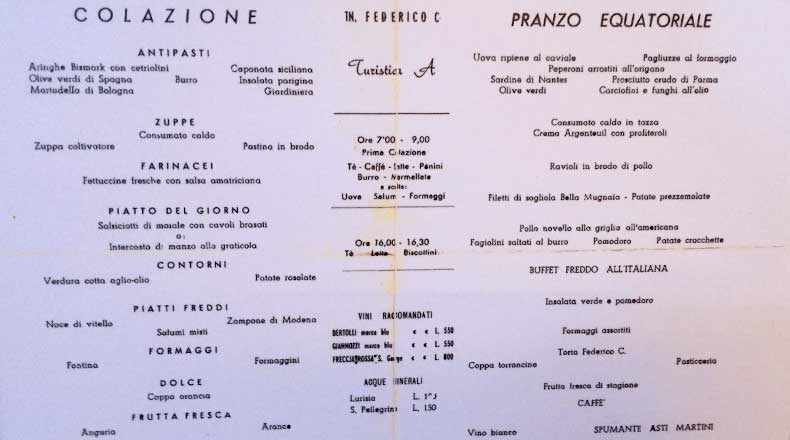 COLAZIONE
ANTIPASTI
Aringhe Bismark con cetriolini Caponata siciliana
Olive verdi di Spagna Burro Insalata parigina
Mortadella di Bologna Giardiniera
ZUPPE
Consumato caldo
Zuppa coltivatore Pastina in brodo
FARINACEI
Fettuccine fresche con salsa amatriciana
PIATTO DEL GIORNO
Salsiciotti di maiale con cavoli brasati
o:
Intercosta di manzo alla graticola
CONTORNI
Verdura cotta aglio-olio Patate rosolate
PIATTI FREDDI
Noce di vitello Zampone di Modena
Salumi misti
FORMAGGI
Fontina Formaggini
DOLCE
Coppa arancia
FRUTTA FRESCA
Anguria Arance
TN. FEDERICO C
Turistica A
Ore 7'00 - 9,00
Prima Colazione
Tè - Caffè - Latte - Panini
Burro - Marmellata
a scelta:
Uova Salumi - Formaggi
Ore 16,00 - 16,30
Tè Latte Biscottini
VINI RACCOMANDATI
BERTOLLI marca blu « « L. 550
GIANNOZZI marca blu « « L. 550
FRECCIAROSSA S. « « L. 800
ACQUE MINERALI
Lurisia L.
S. Pellegrino L. 150
PRANZO EQUATORIALE
Uova ripiene al caviale Pagliuzze al formaggio
Peperoni arrostiti all'origano
Sardine di Nantes Prosciutto crudo di Parma
Olive verdi Carciofini e funghi all'olio
Consumato caldo in tazza
Crema Argenteuil con profiteroli
Ravioli in brodo di pollo
Filetti di sogliola Bella Mugnaia - Patate prezzemolate
Pollo novello alla griglia all'americana
Fagiolini saltati al burro Pomodoro Patate crocchette
BUFFET FREDDO ALL'ITALIANA
Insalata verde e pomodoro
Formaggi assortiti
Torta Federico C.
Coppa torroncino Pasticceria
Frutta fresca di stagione
CAFFE'
Vino bianco SPUMANTE ASTI MARTINI